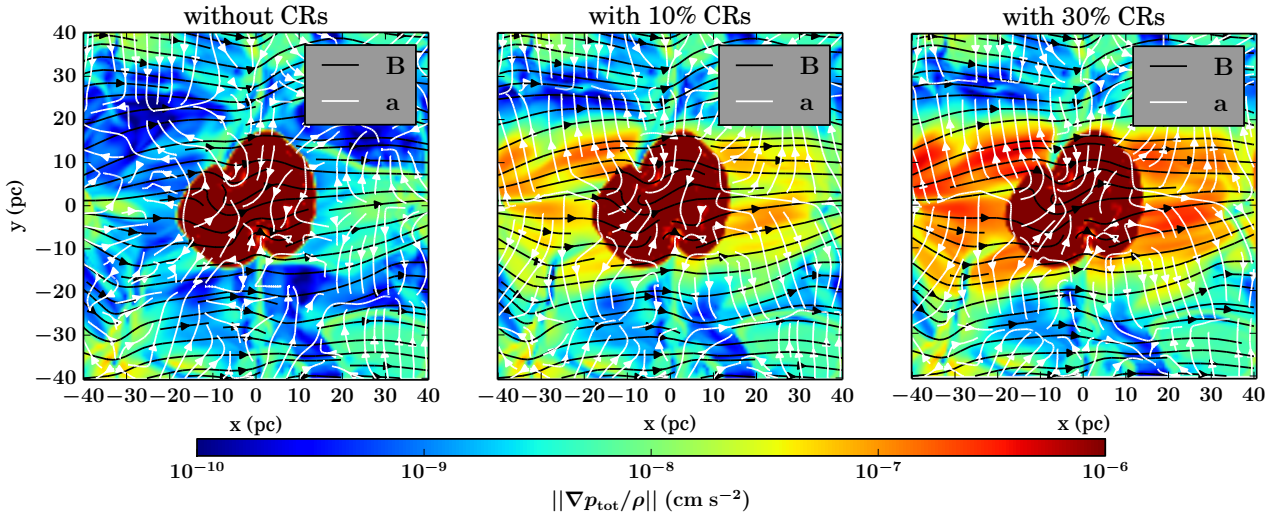 without CRs with 10% CRs with 30% CRs
40 B B B
30 a a a
20
10
0
−10
−20
−30
−40
y (pc)
−40 −30 −20 −10 0 10 20 30 40 −40 −30 −20 −10 0 10 20 30 40 −40 −30 −20 −10 0 10 20 30 40
x (pc) x (pc) x (pc)
10⁻¹⁰ 10⁻⁹ 10⁻⁸ 10⁻⁷ 10⁻⁶
||∇p_tot/ρ|| (cm s⁻²)